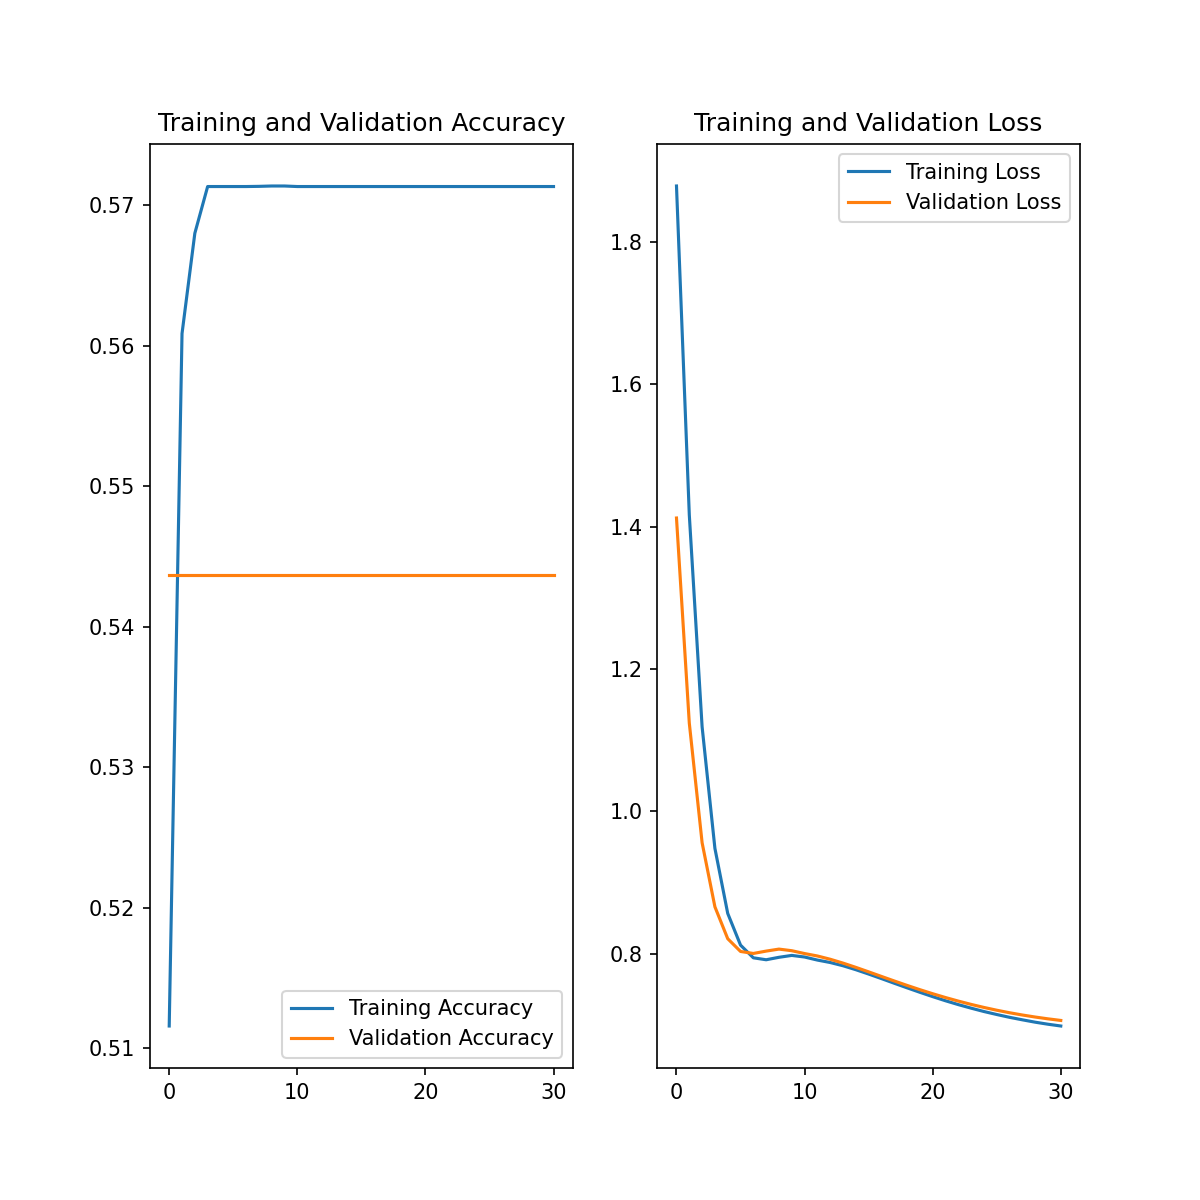 Training and Validation Accuracy
0.57
0.56
0.55
0.54
0.53
0.52
0.51
Training Accuracy
Validation Accuracy
0 10 20 30
Training and Validation Loss
Training Loss
Validation Loss
1.8
1.6
1.4
1.2
1.0
0.8
0 10 20 30